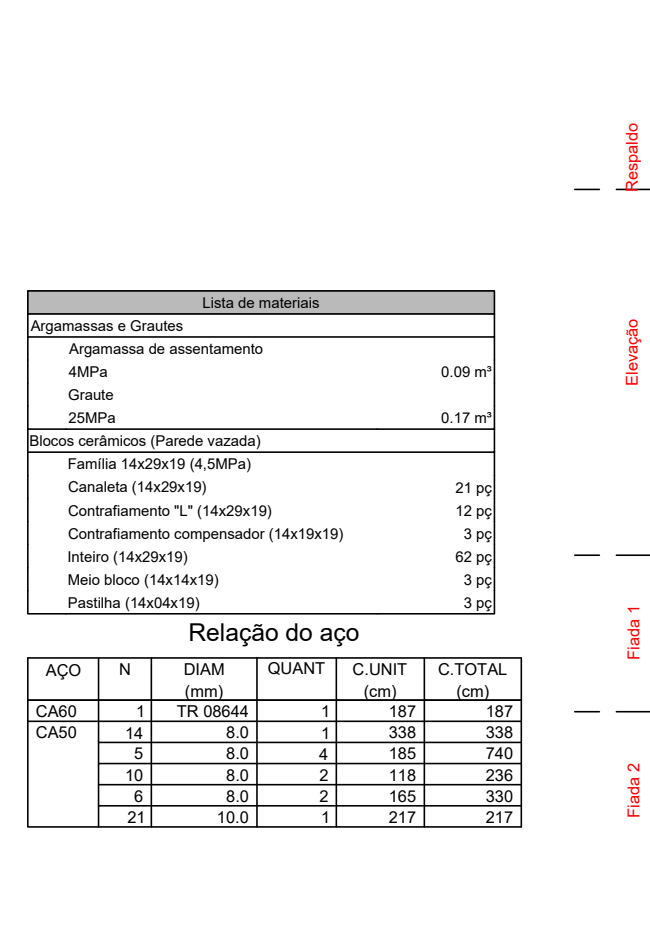 Respaldo
Elevação
Lista de materiais
Argamassas e Grautes
Argamassa de assentamento
4MPa 0.09 m³
Graute
25MPa 0.17 m³
Blocos cerâmicos (Parede vazada)
Família 14x29x19 (4,5MPa)
Canaleta (14x29x19) 21 pç
Contrafiamento "L" (14x29x19) 12 pç
Contrafiamento compensador (14x19x19) 3 pç
Inteiro (14x29x19) 62 pç
Meio bloco (14x14x19) 3 pç
Pastilha (14x04x19) 3 pç
Fiada 1
Relação do aço
AÇO N DIAM QUANT C.UNIT C.TOTAL
(mm) (cm) (cm)
CA60 1 TR 08644 1 187 187
CA50 14 8.0 1 338 338
5 8.0 4 185 740
10 8.0 2 118 236
6 8.0 2 165 330
21 10.0 1 217 217
Fiada 2